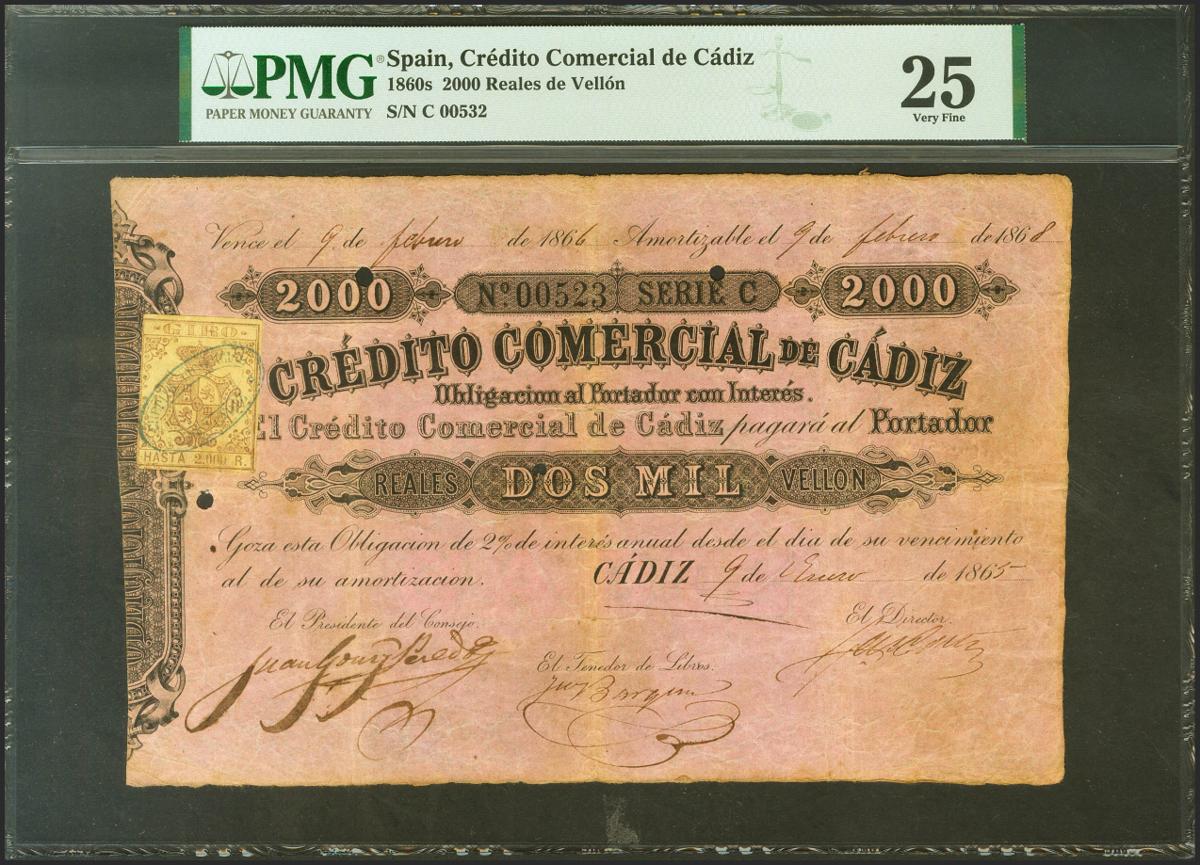 PMG®
PAPER MONEY GUARANTY
Spain, Crédito Comercial de Cádiz
1860s 2000 Reales de Vellón
S/N C 00532
25
Very Fine
Vence el 9 de febrero de 1866 Amortizable el 9 de febrero de 1868
2000 Nº 00523 SERIE C 2000
GIRO
HASTA 2.000 R.
CRÉDITO COMERCIAL DE CÁDIZ
Obligacion al Portador con Interés.
El Crédito Comercial de Cádiz pagará al Portador
REALES DOS MIL VELLON
Goza esta Obligacion de 2% de interés anual desde el dia de su vencimiento
al de su amortizacion. CÁDIZ 9 de Enero de 1865
El Presidente del Consejo.
El Tenedor de Libros.
El Director.